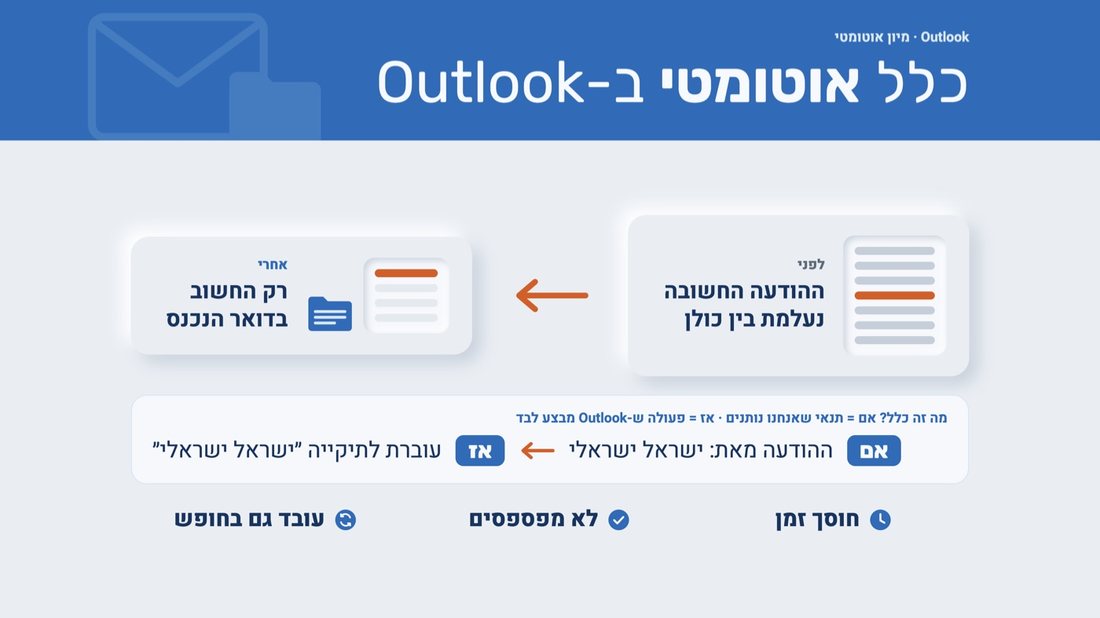 Outlook · מיון אוטומטי
כלל אוטומטי ב-Outlook
לפני
ההודעה החשובה
נעלמת בין כולן
אחרי
רק החשוב
בדואר הנכנס
מה זה כלל? אם = תנאי שאנחנו נותנים · אז = פעולה ש-Outlook מבצע לבד
אם ההודעה מאת: ישראל ישראלי ← אז עוברת לתיקייה ״ישראל ישראלי״
חוסך זמן
לא מפספסים
עובד גם בחופש